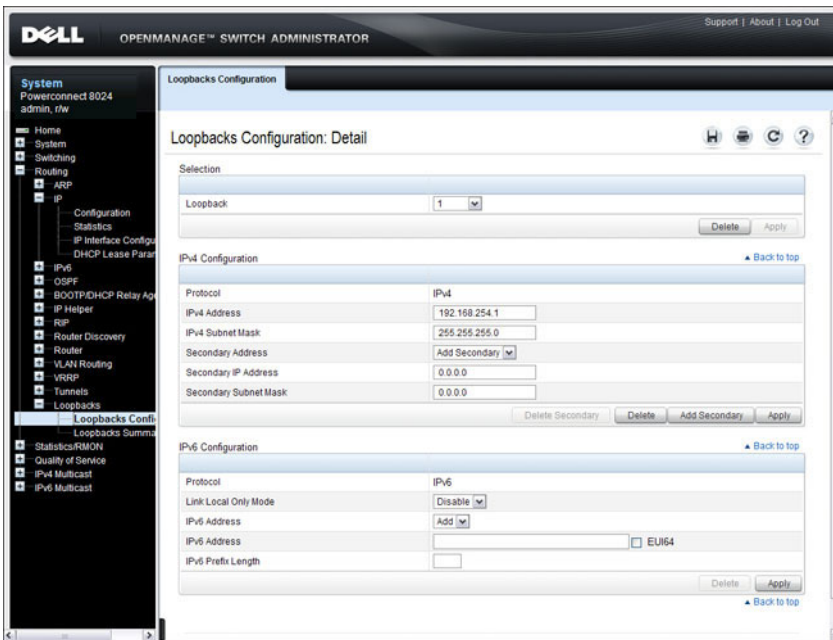 Support | About | Log Out
DELL OPENMANAGE™ SWITCH ADMINISTRATOR
System
Powerconnect 8024
admin, r/w
Home
System
Switching
Routing
ARP
IP
Configuration
Statistics
IP Interface Configu
DHCP Lease Paran
IPv6
OSPF
BOOTP/DHCP Relay Age
IP Helper
RIP
Router Discovery
Router
VLAN Routing
VRRP
Tunnels
Loopbacks
Loopbacks Confi
Loopbacks Summa
Statistics/RMON
Quality of Service
IPv4 Multicast
IPv6 Multicast
Loopbacks Configuration
Loopbacks Configuration: Detail
Selection
Loopback 1
Delete Apply
IPv4 Configuration Back to top
Protocol IPv4
IPv4 Address 192.168.254.1
IPv4 Subnet Mask 255.255.255.0
Secondary Address Add Secondary
Secondary IP Address 0.0.0.0
Secondary Subnet Mask 0.0.0.0
Delete Secondary Delete Add Secondary Apply
IPv6 Configuration Back to top
Protocol IPv6
Link Local Only Mode Disable
IPv6 Address Add
IPv6 Address EUI64
IPv6 Prefix Length
Delete Apply
Back to top